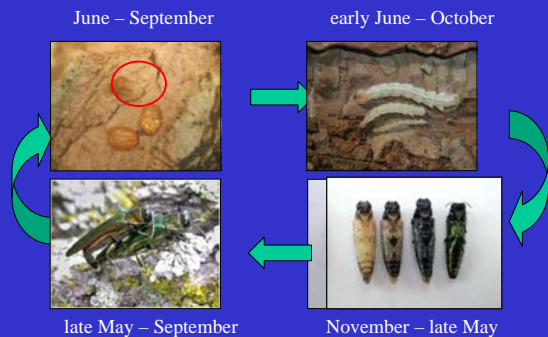 June – September
early June – October
late May – September
November – late May